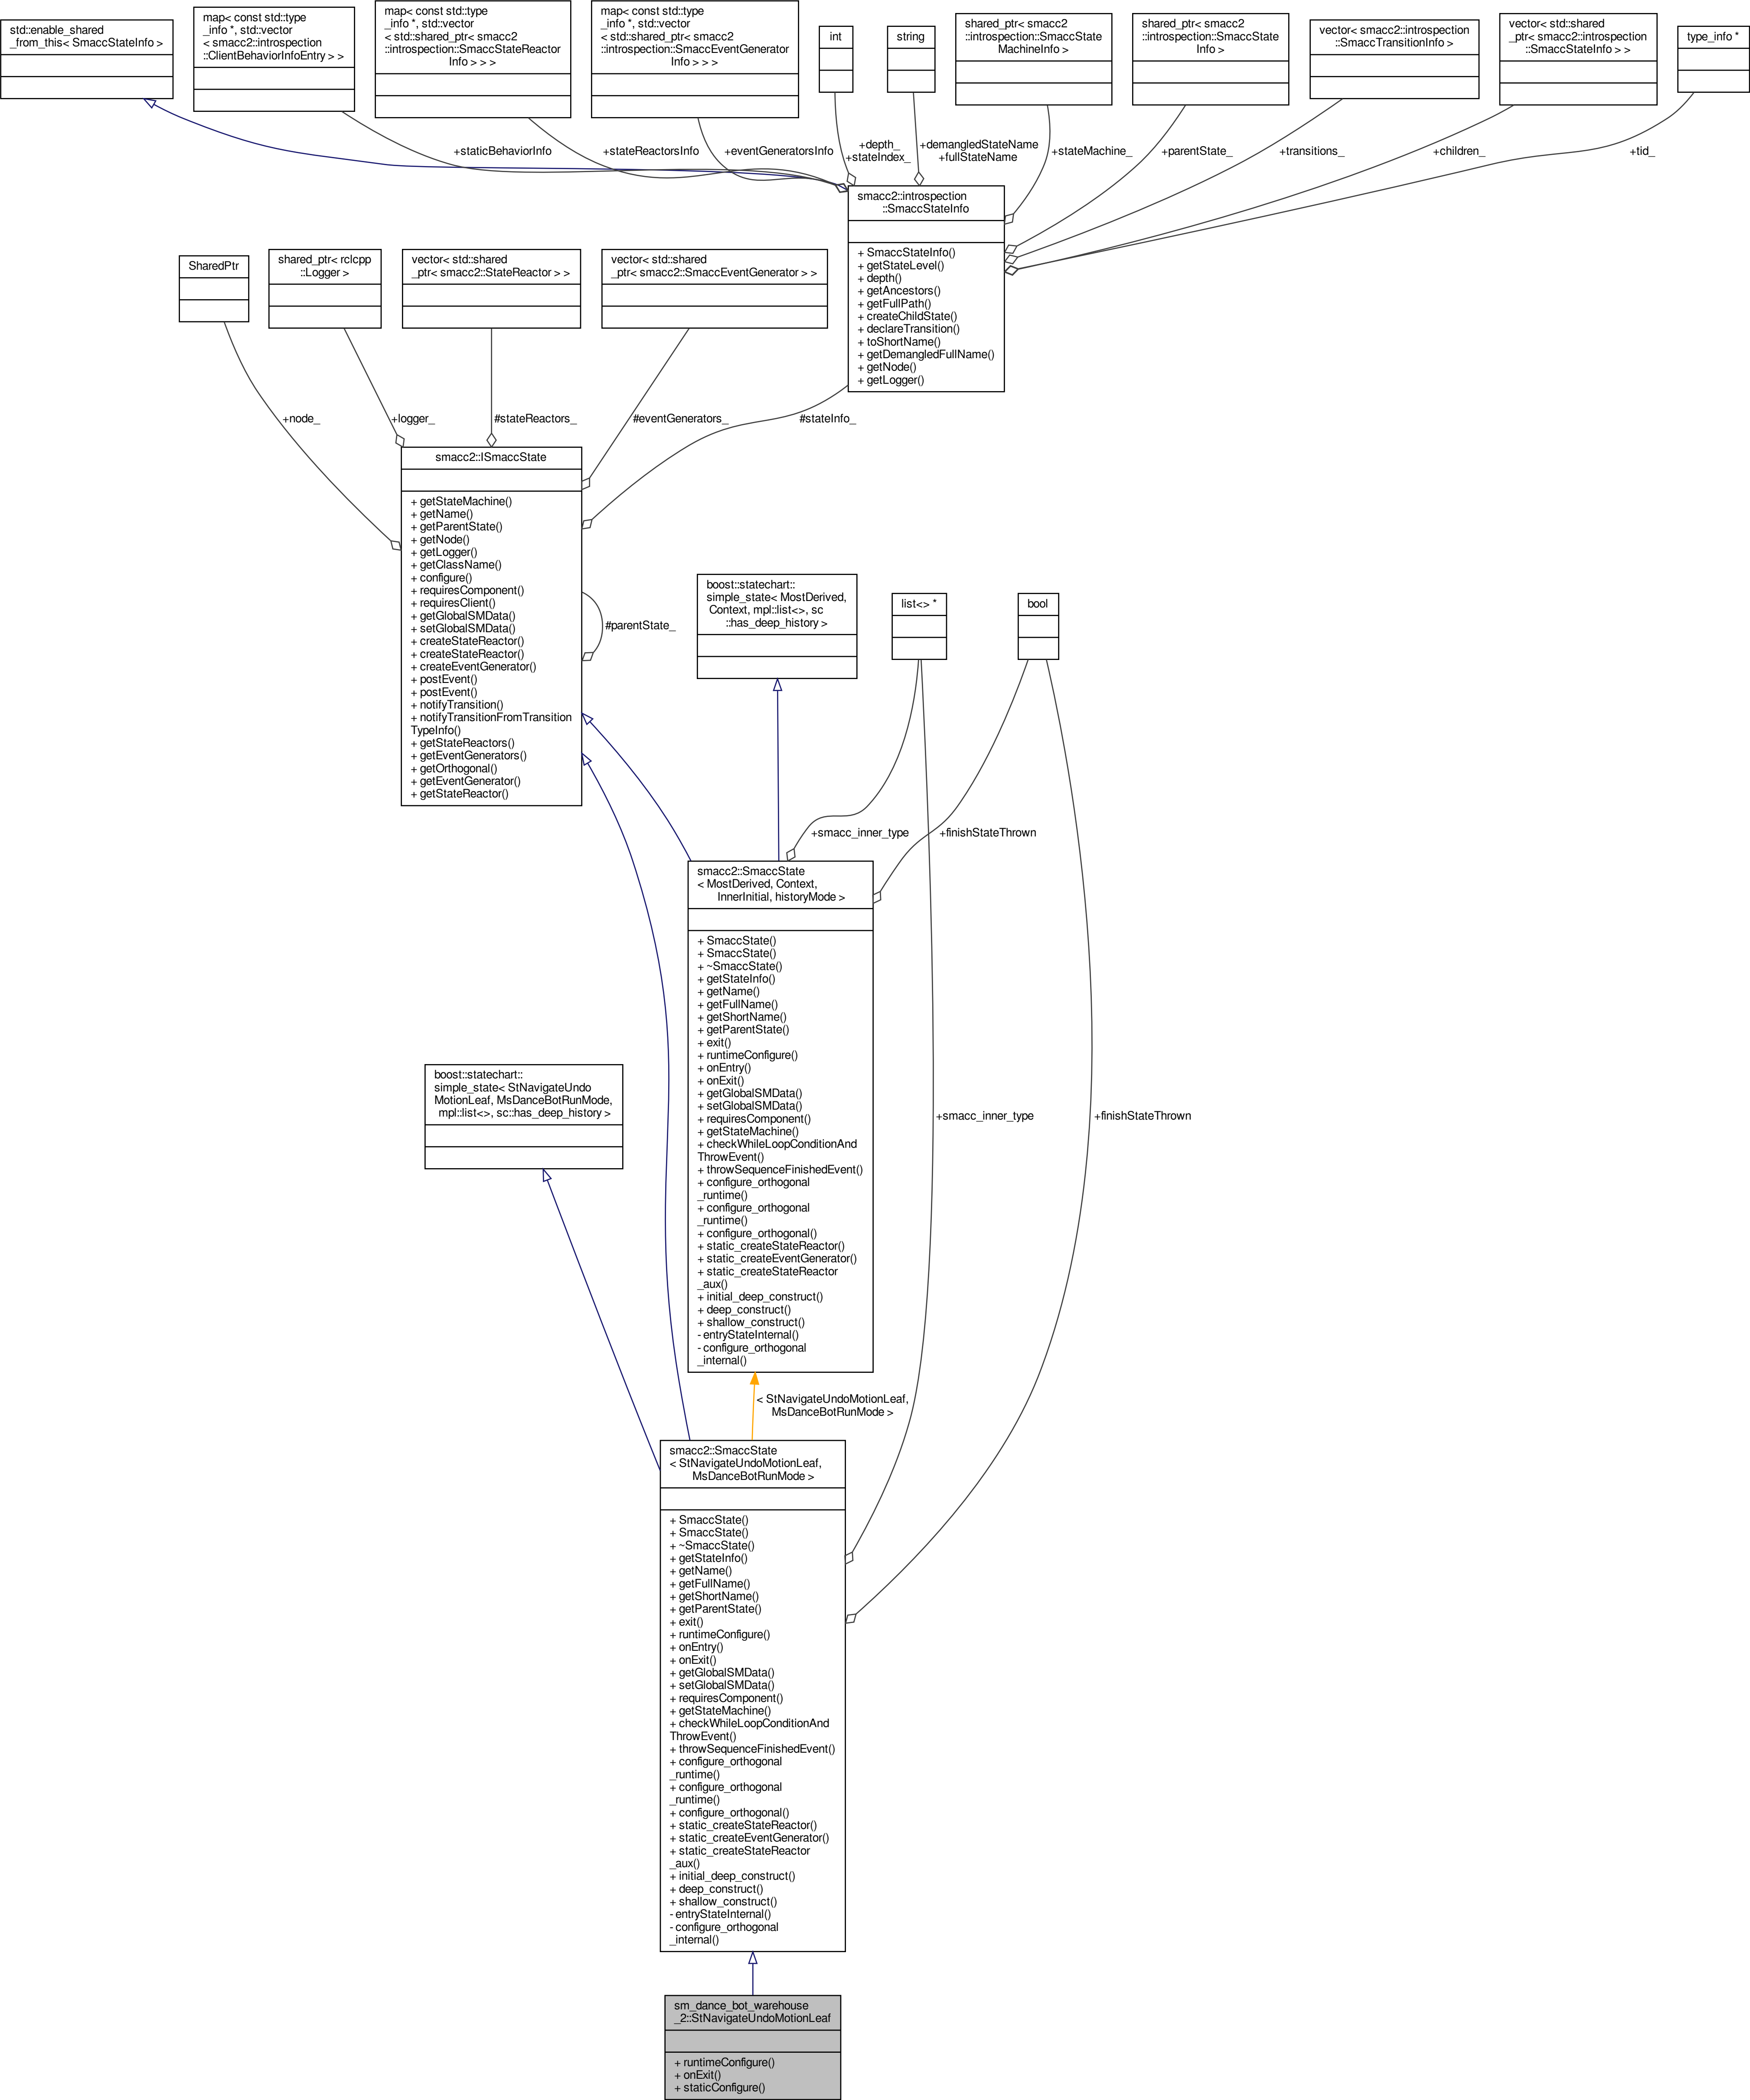 std::enable_shared
_from_this< SmaccStateInfo >
map< const std::type
_info *, std::vector
< smacc2::introspection
::ClientBehaviorInfoEntry > >
map< const std::type
_info *, std::vector
< std::shared_ptr< smacc2
::introspection::SmaccStateReactor
Info > > >
map< const std::type
_info *, std::vector
< std::shared_ptr< smacc2
::introspection::SmaccEventGenerator
Info > > >
int
string
shared_ptr< smacc2
::introspection::SmaccState
MachineInfo >
shared_ptr< smacc2
::introspection::SmaccState
Info >
vector< smacc2::introspection
::SmaccTransitionInfo >
vector< std::shared
_ptr< smacc2::introspection
::SmaccStateInfo > >
type_info *
+staticBehaviorInfo
+stateReactorsInfo
+eventGeneratorsInfo
+depth_
+stateIndex_
+demangledStateName
+fullStateName
+stateMachine_
+parentState_
+transitions_
+children_
+tid_
smacc2::introspection
::SmaccStateInfo
+ SmaccStateInfo()
+ getStateLevel()
+ depth()
+ getAncestors()
+ getFullPath()
+ createChildState()
+ declareTransition()
+ toShortName()
+ getDemangledFullName()
+ getNode()
+ getLogger()
SharedPtr
shared_ptr< rclcpp
::Logger >
vector< std::shared
_ptr< smacc2::StateReactor > >
vector< std::shared
_ptr< smacc2::SmaccEventGenerator > >
+node_
+logger_
#stateReactors_
#eventGenerators_
#stateInfo_
smacc2::ISmaccState
+ getStateMachine()
+ getName()
+ getParentState()
+ getNode()
+ getLogger()
+ getClassName()
+ configure()
+ requiresComponent()
+ requiresClient()
+ getGlobalSMData()
+ setGlobalSMData()
+ createStateReactor()
+ createStateReactor()
+ createEventGenerator()
+ postEvent()
+ postEvent()
+ notifyTransition()
+ notifyTransitionFromTransition
TypeInfo()
+ getStateReactors()
+ getEventGenerators()
+ getOrthogonal()
+ getEventGenerator()
+ getStateReactor()
#parentState_
boost::statechart::
simple_state< MostDerived,
Context, mpl::list<>, sc
::has_deep_history >
list<> *
bool
+smacc_inner_type
+finishStateThrown
smacc2::SmaccState
< MostDerived, Context,
InnerInitial, historyMode >
+ SmaccState()
+ SmaccState()
+ ~SmaccState()
+ getStateInfo()
+ getName()
+ getFullName()
+ getShortName()
+ getParentState()
+ exit()
+ runtimeConfigure()
+ onEntry()
+ onExit()
+ getGlobalSMData()
+ setGlobalSMData()
+ requiresComponent()
+ getStateMachine()
+ checkWhileLoopConditionAnd
ThrowEvent()
+ throwSequenceFinishedEvent()
+ configure_orthogonal
_runtime()
+ configure_orthogonal
_runtime()
+ configure_orthogonal()
+ static_createStateReactor()
+ static_createEventGenerator()
+ static_createStateReactor
_aux()
+ initial_deep_construct()
+ deep_construct()
+ shallow_construct()
- entryStateInternal()
- configure_orthogonal
_internal()
boost::statechart::
simple_state< StNavigateUndo
MotionLeaf, MsDanceBotRunMode,
mpl::list<>, sc::has_deep_history >
+smacc_inner_type
+finishStateThrown
< StNavigateUndoMotionLeaf,
MsDanceBotRunMode >
smacc2::SmaccState
< StNavigateUndoMotionLeaf,
MsDanceBotRunMode >
+ SmaccState()
+ SmaccState()
+ ~SmaccState()
+ getStateInfo()
+ getName()
+ getFullName()
+ getShortName()
+ getParentState()
+ exit()
+ runtimeConfigure()
+ onEntry()
+ onExit()
+ getGlobalSMData()
+ setGlobalSMData()
+ requiresComponent()
+ getStateMachine()
+ checkWhileLoopConditionAnd
ThrowEvent()
+ throwSequenceFinishedEvent()
+ configure_orthogonal
_runtime()
+ configure_orthogonal
_runtime()
+ configure_orthogonal()
+ static_createStateReactor()
+ static_createEventGenerator()
+ static_createStateReactor
_aux()
+ initial_deep_construct()
+ deep_construct()
+ shallow_construct()
- entryStateInternal()
- configure_orthogonal
_internal()
sm_dance_bot_warehouse
_2::StNavigateUndoMotionLeaf
+ runtimeConfigure()
+ onExit()
+ staticConfigure()